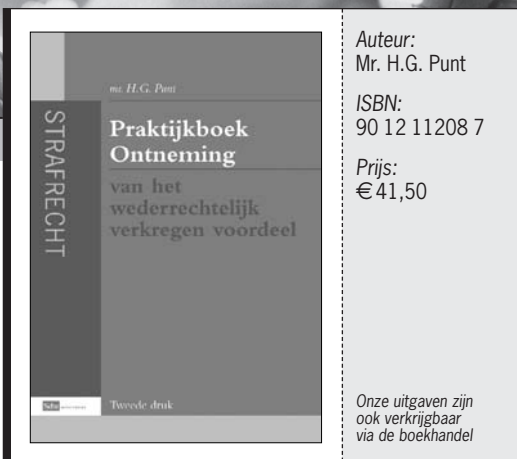 mr. H.G. Punt
STRAFRECHT
Praktijkboek
Ontneming
van het
wederrechtelijk
verkregen voordeel
Sdu
Tweede druk
Auteur:
Mr. H.G. Punt
ISBN:
90 12 11208 7
Prijs:
€ 41,50
Onze uitgaven zijn
ook verkrijgbaar
via de boekhandel